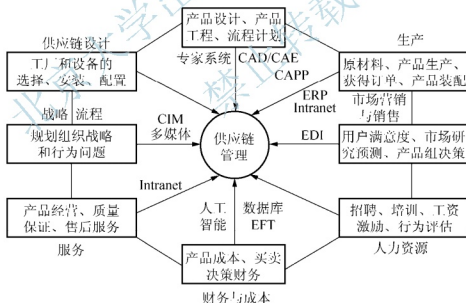 产品设计、产品
工程、流程计划
供应链设计
生产
工厂和设备的
选择、安装、配置
专家系统 CAD/CAE
CAPP
原材料、产品生产、
获得订单、产品装配
ERP
Intranet
市场营销
与销售
战略 流程
规划组织战略
和行为问题
CIM
多媒体
供应链
管理
EDI
用户满意度、市场研
究预测、产品组决策
Intranet
产品经营、质量
保证、售后服务
服务
人工
智能
数据库
EFT
招聘、培训、工资
激励、行为评估
人力资源
产品成本、买卖
决策财务
财务与成本
禁止转载